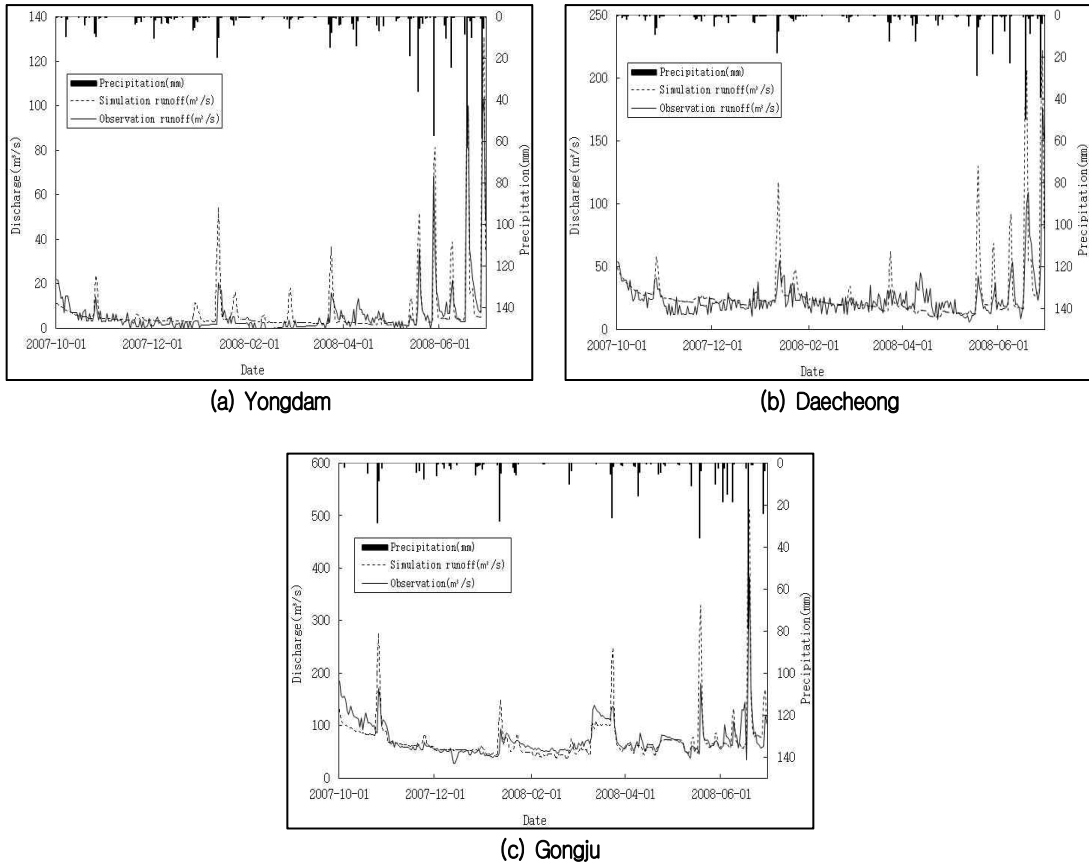 140
120
100
80
60
40
20
0
0
20
40
60
80
100
120
140
Discharge(m³/s)
Precipitation(mm)
Precipitation(mm)
Simulation runoff(m³/s)
Observation runoff(m³/s)
2007-10-01 2007-12-01 2008-02-01 2008-04-01 2008-06-01
Date
(a) Yongdam
250
200
150
100
50
0
0
20
40
60
80
100
120
140
Discharge(m³/s)
Precipitation(mm)
Precipitation(mm)
Simulation runoff(m³/s)
Observation runoff(m³/s)
2007-10-01 2007-12-01 2008-02-01 2008-04-01 2008-06-01
Date
(b) Daecheong
600
500
400
300
200
100
0
0
20
40
60
80
100
120
140
Discharge(m³/s)
Precipitation(mm)
Precipitation(mm)
Simulation runoff(m³/s)
Observation(m³/s)
2007-10-01 2007-12-01 2008-02-01 2008-04-01 2008-06-01
Date
(c) Gongju